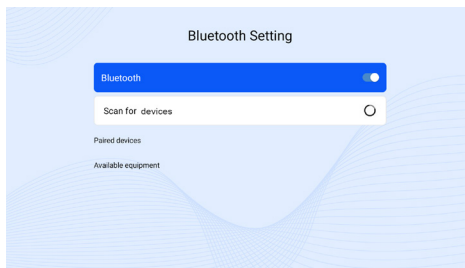 Bluetooth Setting
Bluetooth
Scan for devices
Paired devices
Available equipment